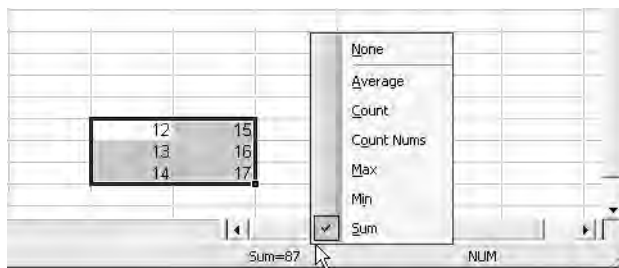 None
Average
Count
Count Nums
Max
Min
Sum
12 15
13 16
14 17
Sum=87 NUM